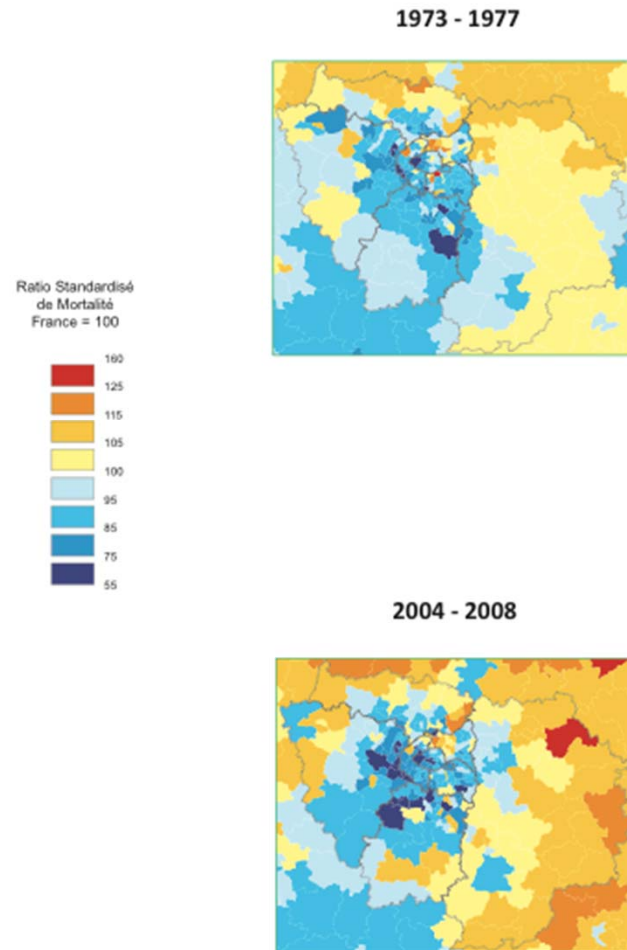 1973 - 1977
Ratio Standardisé
de Mortalité
France = 100
160
125
115
105
100
95
85
75
55
2004 - 2008